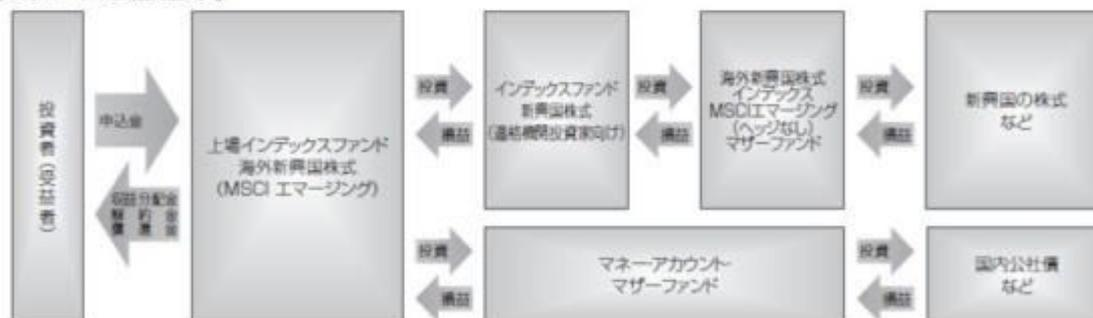 投資者(受益者)
申込金
収益分配金
解約金
償還金
上場インデックスファンド
海外新興国株式
(MSCI エマージング)
投資
損益
インデックスファンド
新興国株式
(適格機関投資家向け)
投資
損益
海外新興国株式
インデックス
MSCIエマージング
(ヘッジなし)
マザーファンド
投資
損益
新興国の株式
など
投資
損益
マネー・アカウント・
マザーファンド
投資
損益
国内公社債
など